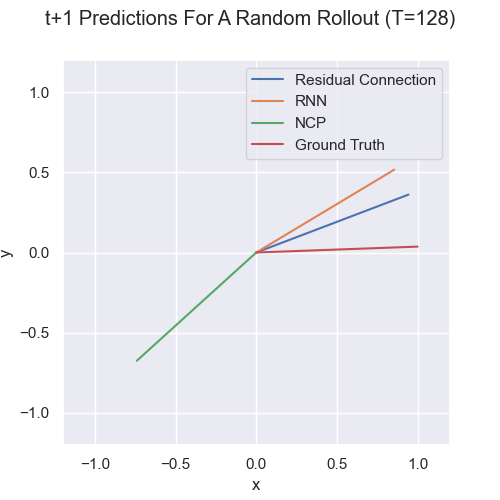 t+1 Predictions For A Random Rollout (T=128)
Residual Connection
RNN
NCP
Ground Truth
1.0
0.5
0.0
−0.5
−1.0
y
−1.0 −0.5 0.0 0.5 1.0
x